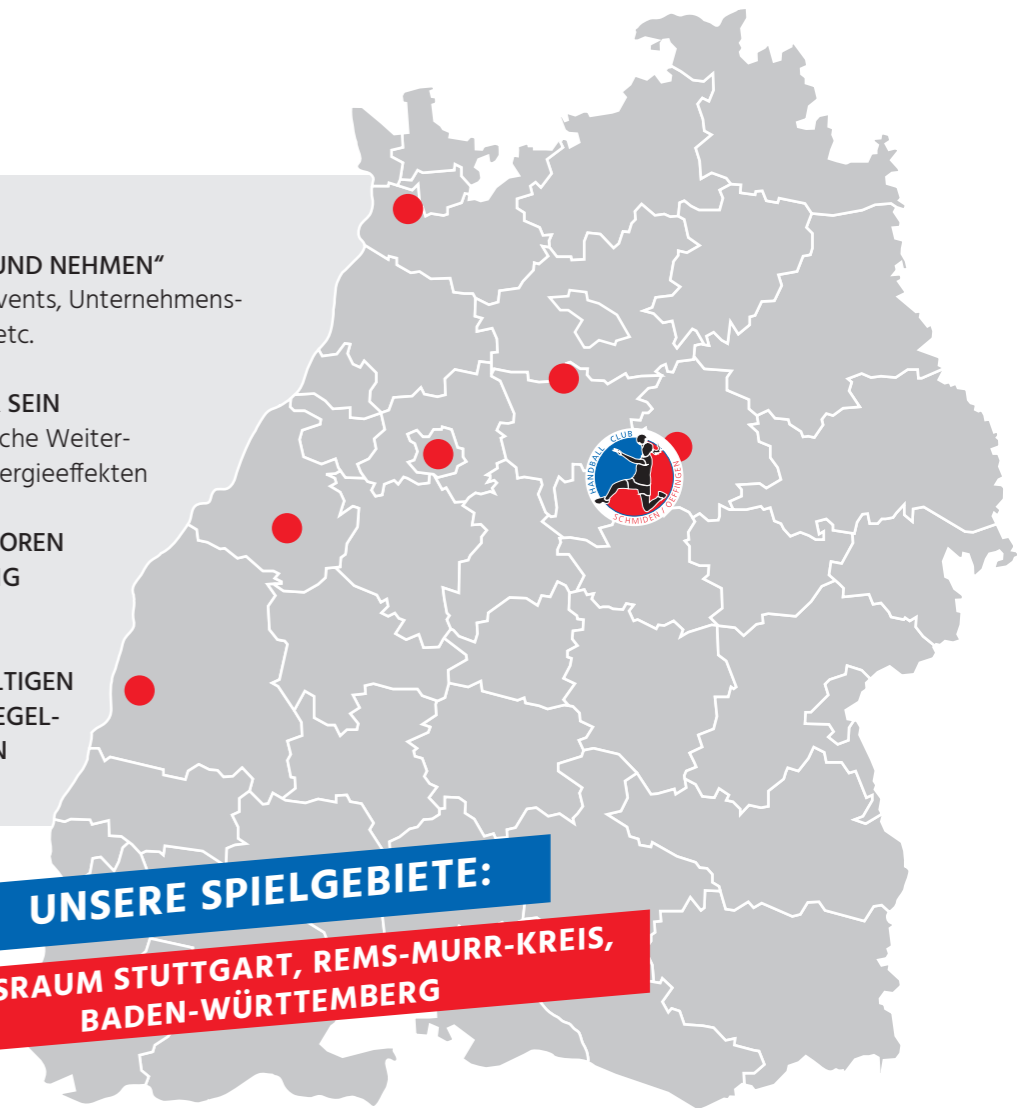 UND NEHMEN“
vents, Unternehmens-
etc.
SEIN
che Weiter-
ergieeffekten
OREN
G
LTIGEN
EGEL-
N
HANDBALL CLUB
SCHMIDEN / OEFFINGEN
UNSERE SPIELGEBIETE:
SRAUM STUTTGART, REMS-MURR-KREIS,
BADEN-WÜRTTEMBERG